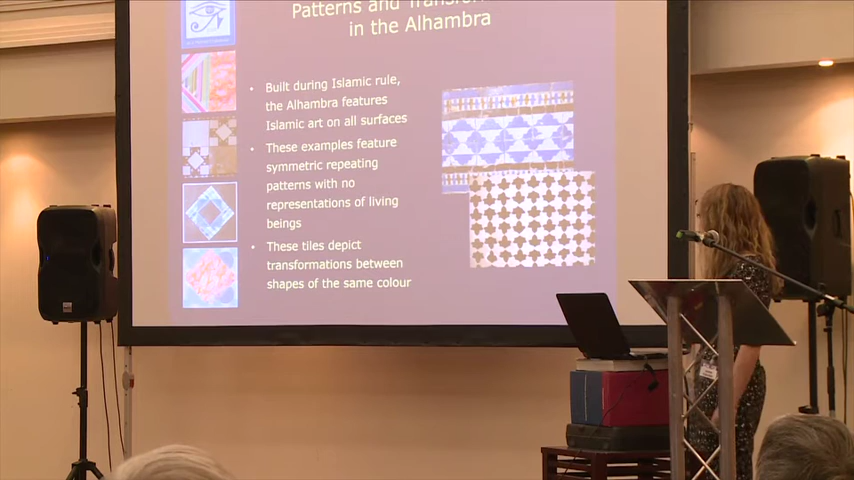 Patterns and
in the Alhambra
• Built during Islamic rule,
the Alhambra features
Islamic art on all surfaces
• These examples feature
symmetric repeating
patterns with no
representations of living
beings
• These tiles depict
transformations between
shapes of the same colour